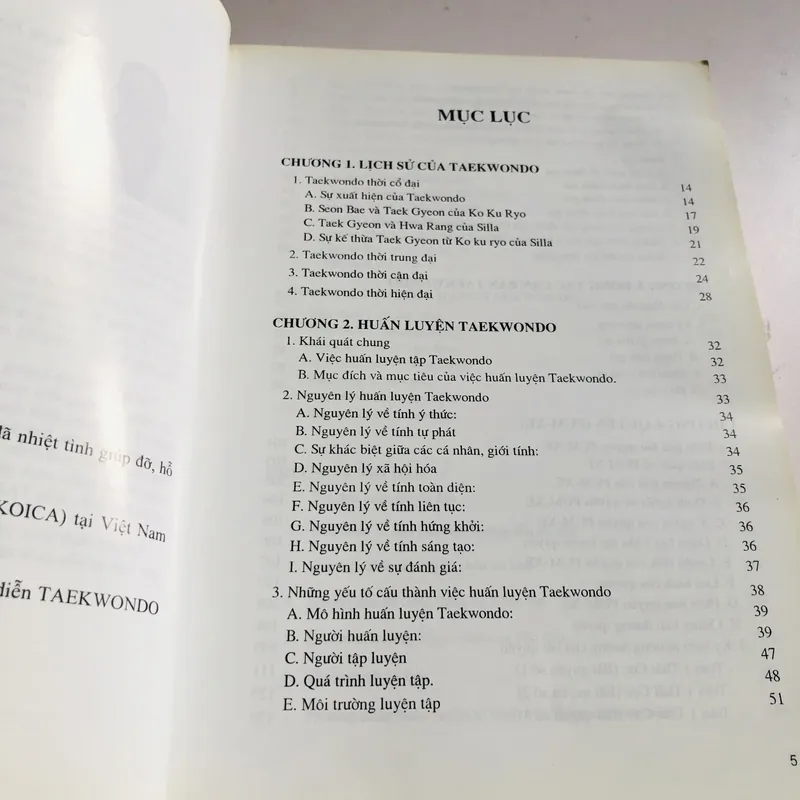 đã nhiệt tình giúp đỡ, hỗ
KOICA) tại Việt Nam
diễn TAEKWONDO
MỤC LỤC
CHƯƠNG 1. LỊCH SỬ CỦA TAEKWONDO
1. Taekwondo thời cổ đại 14
A. Sự xuất hiện của Taekwondo 14
B. Seon Bae và Taek Gyeon của Ko Ku Ryo 17
C. Taek Gyeon và Hwa Rang của Silla 19
D. Sự kế thừa Taek Gyeon từ Ko ku ryo của Silla 21
2. Taekwondo thời trung đại 22
3. Taekwondo thời cận đại 24
4. Taekwondo thời hiện đại 28
CHƯƠNG 2. HUẤN LUYỆN TAEKWONDO
1. Khái quát chung 32
A. Việc huấn luyện tập Taekwondo 32
B. Mục đích và mục tiêu của việc huấn luyện Taekwondo. 33
2. Nguyên lý huấn luyện Taekwondo 33
A. Nguyên lý về tính ý thức: 34
B. Nguyên lý về tính tự phát 34
C. Sự khác biệt giữa các cá nhân, giới tính: 34
D. Nguyên lý xã hội hóa 35
E. Nguyên lý về tính toàn diện: 35
F. Nguyên lý về tính liên tục: 36
G. Nguyên lý về tính hứng khởi: 36
H. Nguyên lý về tính sáng tạo: 36
I. Nguyên lý về sự đánh giá: 37
3. Những yếu tố cấu thành việc huấn luyện Taekwondo 38
A. Mô hình huấn luyện Taekwondo: 39
B. Người huấn luyện: 39
C. Người tập luyện 47
D. Quá trình luyện tập. 48
E. Môi trường luyện tập 51
5